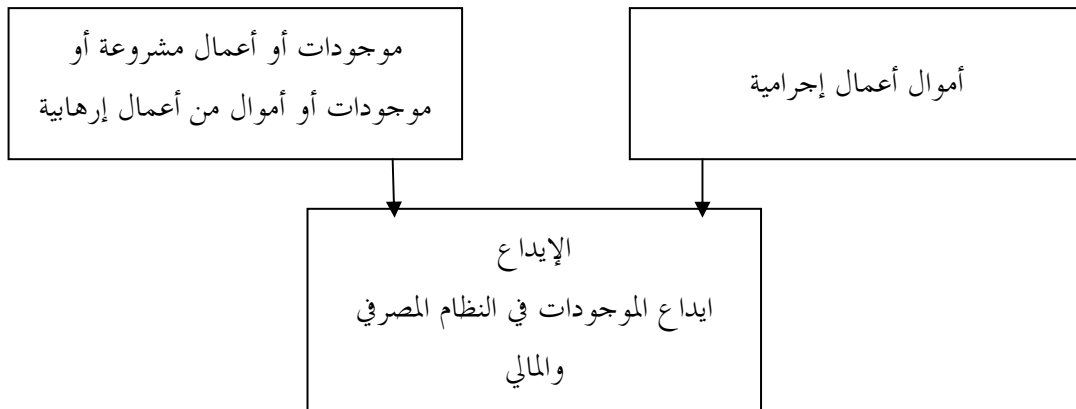 أموال أعمال إجرامية
موجودات أو أعمال مشروعة أو
موجودات أو أموال من أعمال إرهابية
الإيداع
ايداع الموجودات في النظام المصرفي
والمالي